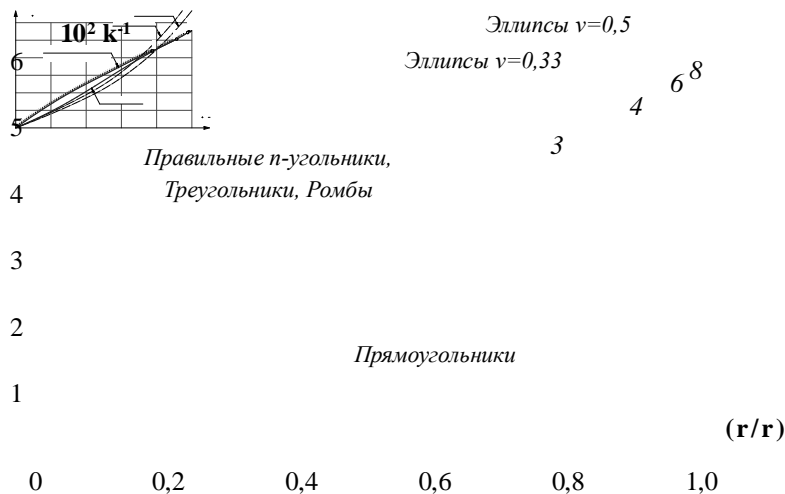 Эллипсы ν=0,5
10² k⁻¹
Эллипсы ν=0,33
6
6 8
4
5
3
Правильные n-угольники,
Треугольники, Ромбы
4
3
2
Прямоугольники
1
(r/r)
0 0,2 0,4 0,6 0,8 1,0